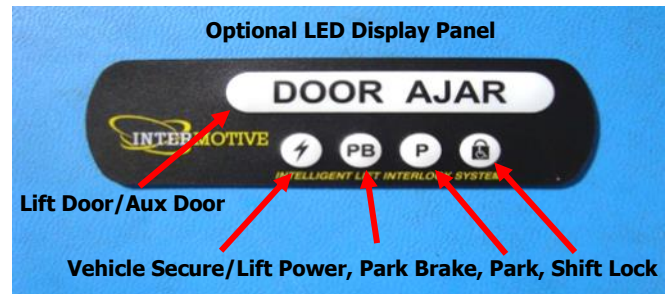 Optional LED Display Panel
DOOR AJAR
INTERMOTIVE
PB P
INTELLIGENT LIFT INTERLOCK SYSTEM
Lift Door/Aux Door
Vehicle Secure/Lift Power, Park Brake, Park, Shift Lock